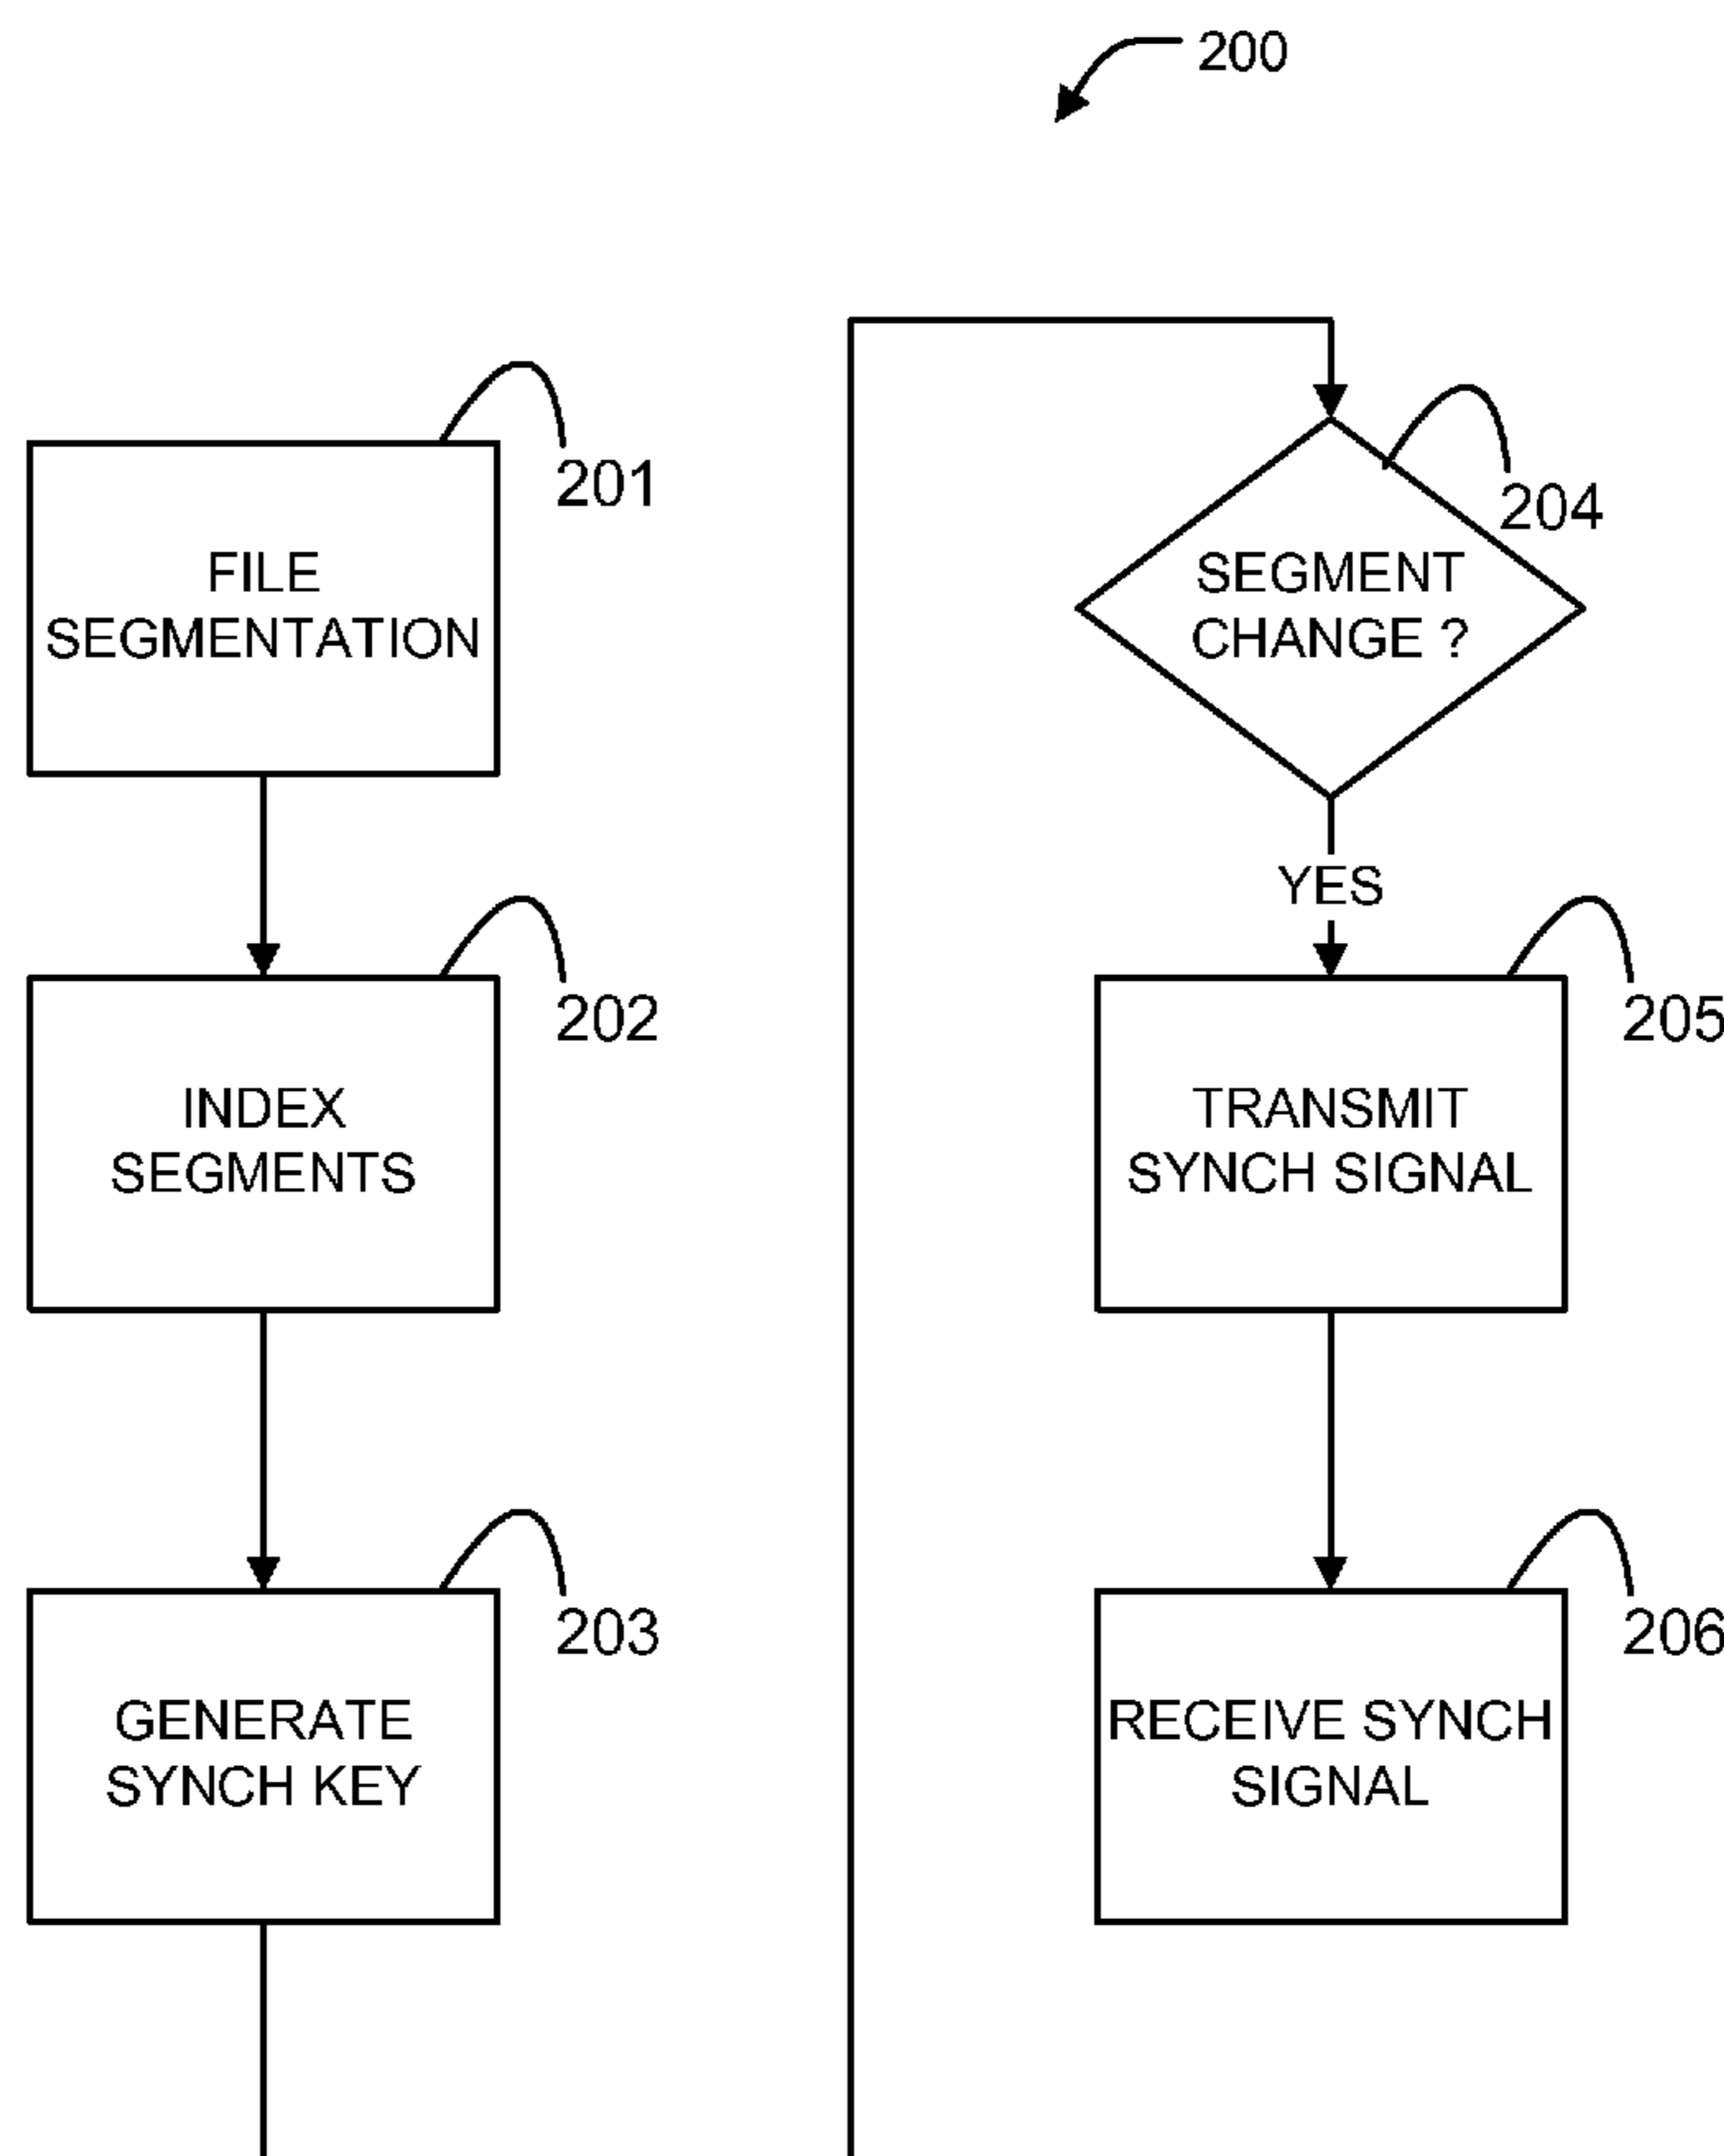 200
201
FILE
SEGMENTATION
202
INDEX
SEGMENTS
203
GENERATE
SYNCH KEY
204
SEGMENT
CHANGE ?
YES
205
TRANSMIT
SYNCH SIGNAL
206
RECEIVE SYNCH
SIGNAL